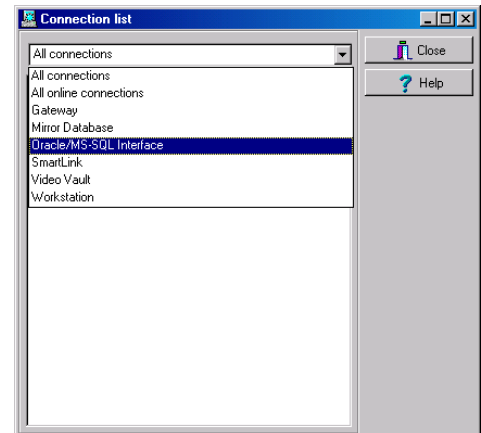 Connection list
All connections
Close
Help
All connections
All online connections
Gateway
Mirror Database
Oracle/MS-SQL Interface
SmartLink
Video Vault
Workstation